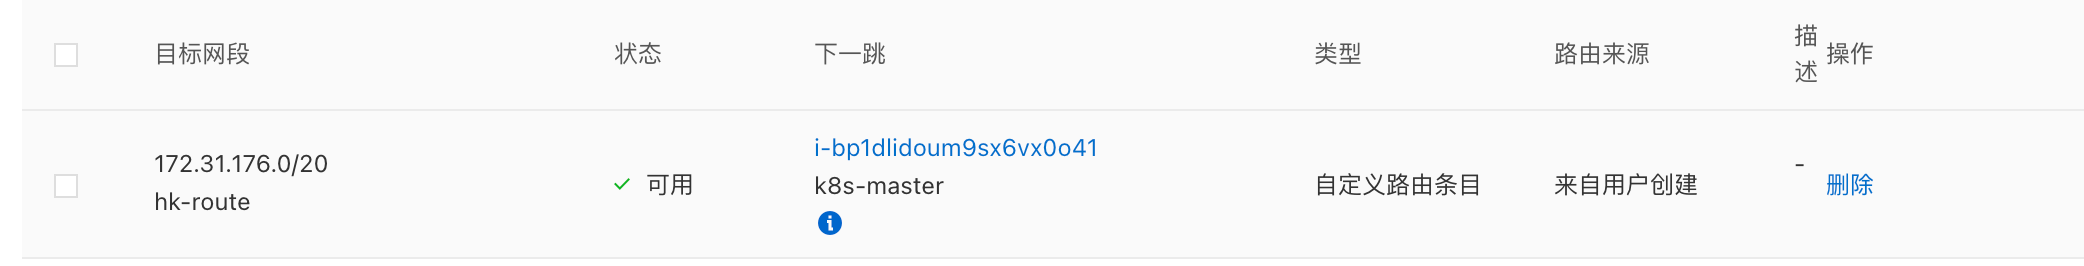 目标网段 状态 下一跳 类型 路由来源 描述 操作
172.31.176.0/20
hk-route
可用
i-bp1dlidoum9sx6vx0o41
k8s-master
自定义路由条目
来自用户创建
-
删除